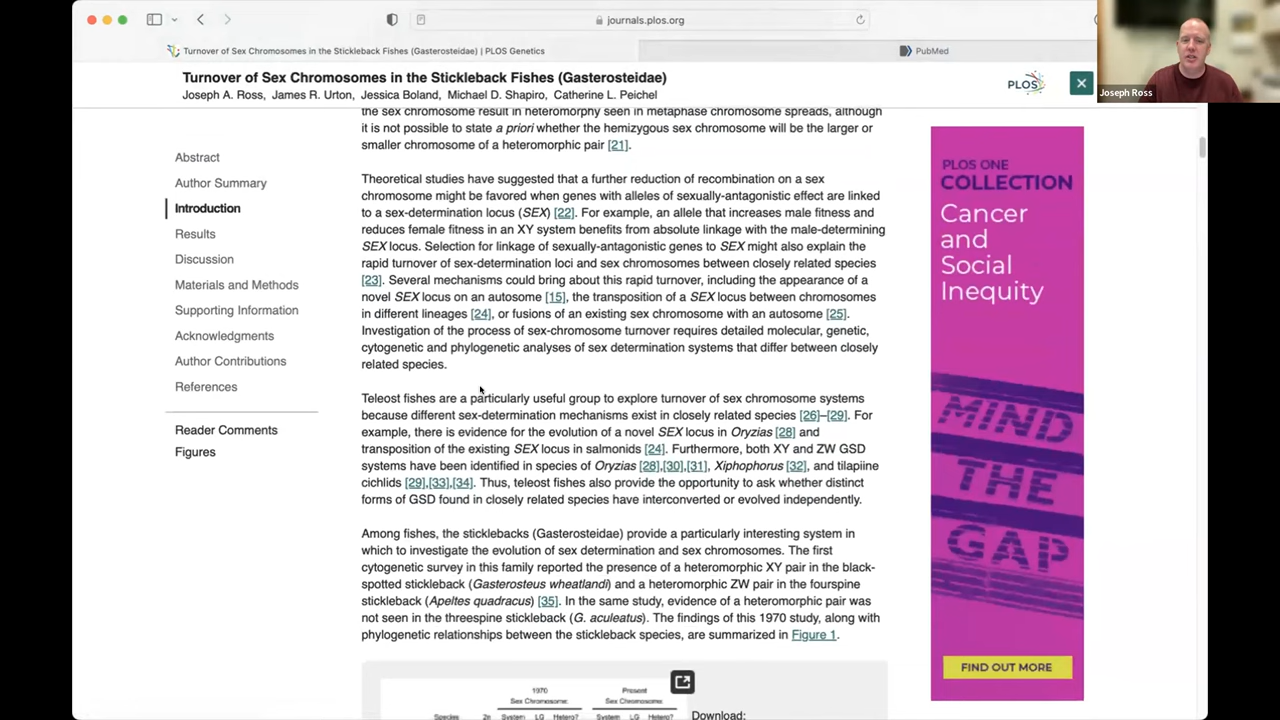 journals.plos.org
Turnover of Sex Chromosomes in the Stickleback Fishes (Gasterosteidae) | PLOS Genetics
PubMed
Turnover of Sex Chromosomes in the Stickleback Fishes (Gasterosteidae)
Joseph A. Ross, James R. Urton, Jessica Boland, Michael D. Shapiro, Catherine L. Peichel
PLOS
Joseph Ross
Abstract
Author Summary
Introduction
Results
Discussion
Materials and Methods
Supporting Information
Acknowledgments
Author Contributions
References
Reader Comments
Figures
the sex chromosome result in heteromorphy seen in metaphase chromosome spreads, although
it is not possible to state a priori whether the hemizygous sex chromosome will be the larger or
smaller chromosome of a heteromorphic pair [21].
Theoretical studies have suggested that a further reduction of recombination on a sex
chromosome might be favored when genes with alleles of sexually-antagonistic effect are linked
to a sex-determination locus (SEX) [22]. For example, an allele that increases male fitness and
reduces female fitness in an XY system benefits from absolute linkage with the male-determining
SEX locus. Selection for linkage of sexually-antagonistic genes to SEX might also explain the
rapid turnover of sex-determination loci and sex chromosomes between closely related species
[23]. Several mechanisms could bring about this rapid turnover, including the appearance of a
novel SEX locus on an autosome [15], the transposition of a SEX locus between chromosomes
in different lineages [24], or fusions of an existing sex chromosome with an autosome [25].
Investigation of the process of sex-chromosome turnover requires detailed molecular, genetic,
cytogenetic and phylogenetic analyses of sex determination systems that differ between closely
related species.
Teleost fishes are a particularly useful group to explore turnover of sex chromosome systems
because different sex-determination mechanisms exist in closely related species [26]–[29]. For
example, there is evidence for the evolution of a novel SEX locus in Oryzias [28] and
transposition of the existing SEX locus in salmonids [24]. Furthermore, both XY and ZW GSD
systems have been identified in species of Oryzias [28],[30],[31], Xiphophorus [32], and tilapiine
cichlids [29],[33],[34]. Thus, teleost fishes also provide the opportunity to ask whether distinct
forms of GSD found in closely related species have interconverted or evolved independently.
Among fishes, the sticklebacks (Gasterosteidae) provide a particularly interesting system in
which to investigate the evolution of sex determination and sex chromosomes. The first
cytogenetic survey in this family reported the presence of a heteromorphic XY pair in the black-
spotted stickleback (Gasterosteus wheatlandi) and a heteromorphic ZW pair in the fourspine
stickleback (Apeltes quadracus) [35]. In the same study, evidence of a heteromorphic pair was
not seen in the threespine stickleback (G. aculeatus). The findings of this 1970 study, along with
phylogenetic relationships between the stickleback species, are summarized in Figure 1.
1970 Present
Sex Chromosome: Sex Chromosome:
Species 2n System LG Hetero? System LG Hetero?
Download:
PLOS ONE
COLLECTION
Cancer
and
Social
Inequity
MIND
THE
GAP
FIND OUT MORE